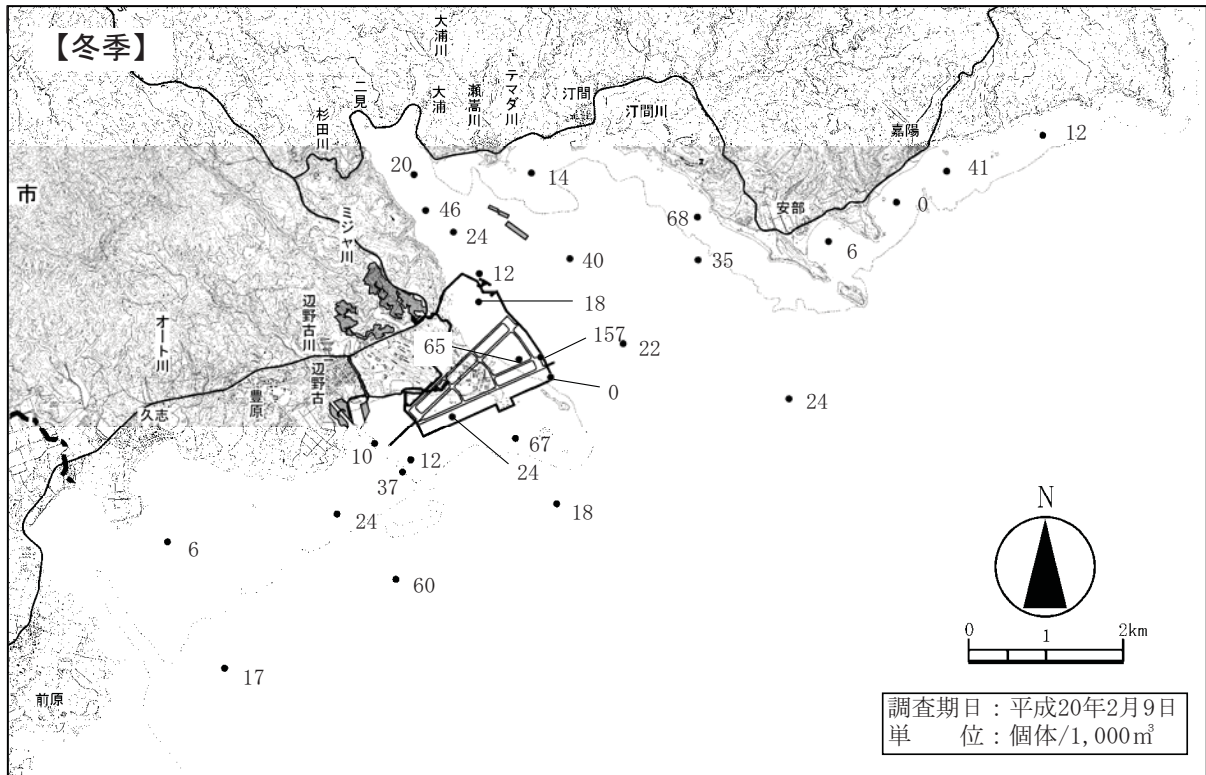 【冬季】
大浦川
テマダ川
瀬嵩川
大浦
二見
杉田川
汀間
汀間川
嘉陽
安部
市
ミジャ川
辺野古川
辺野古
オート川
豊原
久志
前原
12
41
0
6
14
20
46
24
68
35
40
12
18
157
65
22
0
24
67
24
10
12
37
18
24
6
60
17
N
0 1 2km
調査期日：平成20年2月9日
単　　位：個体/1,000㎥